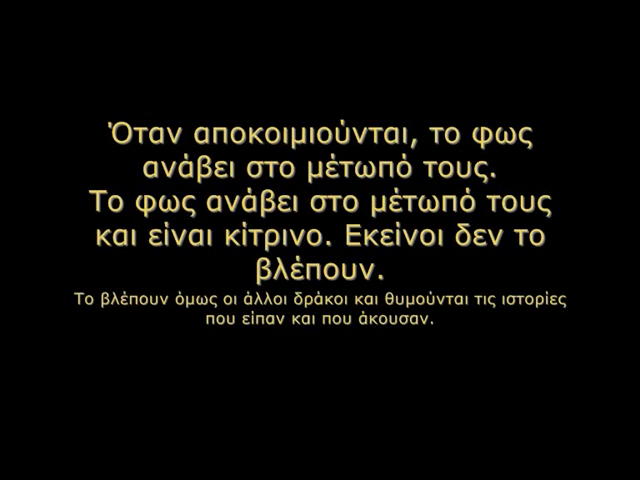 Όταν αποκοιμιούνται, το φως
ανάβει στο μέτωπό τους.
Το φως ανάβει στο μέτωπό τους
και είναι κίτρινο. Εκείνοι δεν το
βλέπουν.
Το βλέπουν όμως οι άλλοι δράκοι και θυμούνται τις ιστορίες
που είπαν και που άκουσαν.